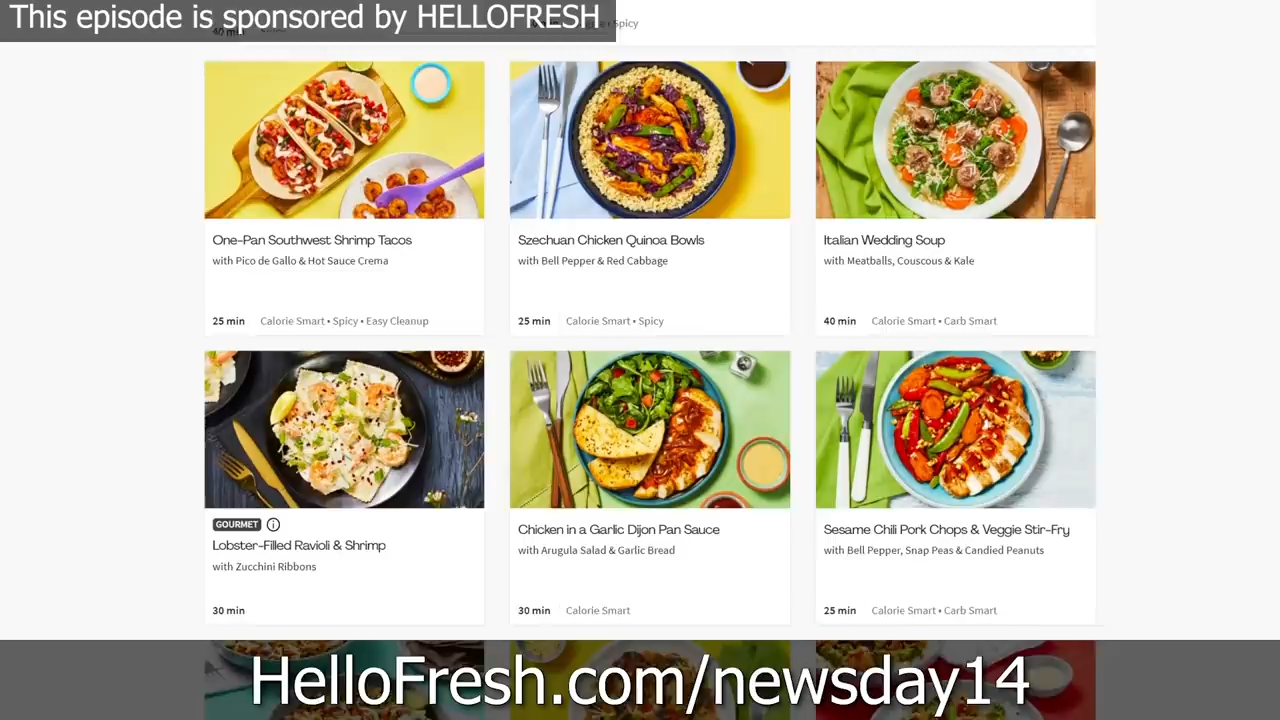 This episode is sponsored by HELLOFRESH
40 min
Spicy
One-Pan Southwest Shrimp Tacos
with Pico de Gallo & Hot Sauce Crema
25 min Calorie Smart • Spicy • Easy Cleanup
Szechuan Chicken Quinoa Bowls
with Bell Pepper & Red Cabbage
25 min Calorie Smart • Spicy
Italian Wedding Soup
with Meatballs, Couscous & Kale
40 min Calorie Smart • Carb Smart
GOURMET
Lobster-Filled Ravioli & Shrimp
with Zucchini Ribbons
30 min
Chicken in a Garlic Dijon Pan Sauce
with Arugula Salad & Garlic Bread
30 min Calorie Smart
Sesame Chili Pork Chops & Veggie Stir-Fry
with Bell Pepper, Snap Peas & Candied Peanuts
25 min Calorie Smart • Carb Smart
HelloFresh.com/newsday14